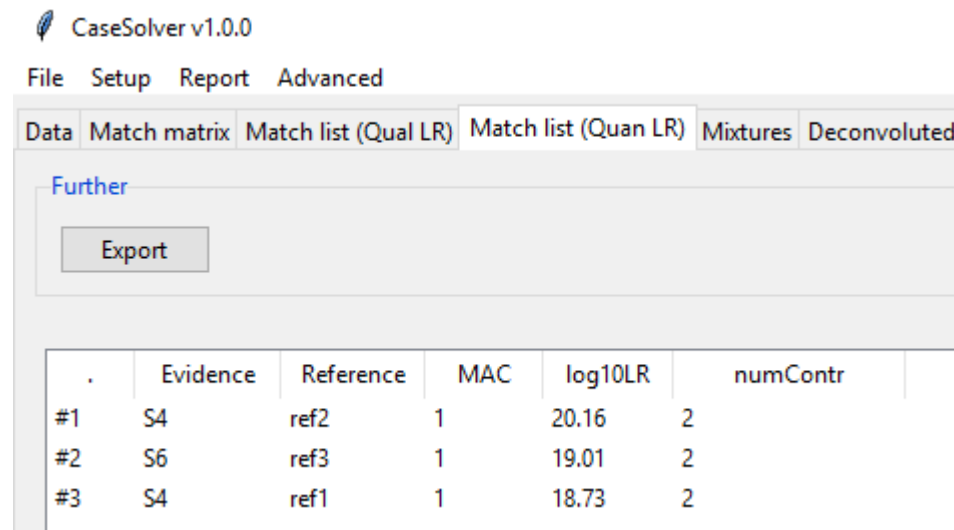 CaseSolver v1.0.0
File Setup Report Advanced
Data Match matrix Match list (Qual LR) Match list (Quan LR) Mixtures Deconvoluted
Further
Export
. Evidence Reference MAC log10LR numContr
#1 S4 ref2 1 20.16 2
#2 S6 ref3 1 19.01 2
#3 S4 ref1 1 18.73 2